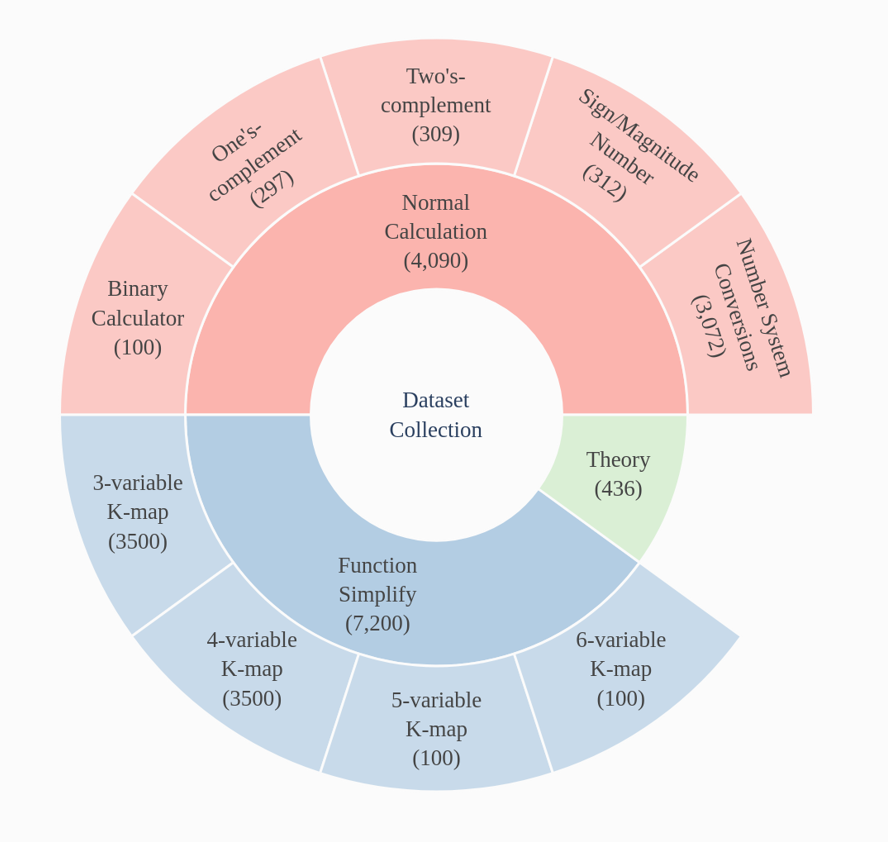 Two's-
complement
(309)
Sign/Magnitude
Number
(312)
One's-
complement
(297)
Normal
Calculation
(4,090)
Number System
Conversions
(3,072)
Binary
Calculator
(100)
Dataset
Collection
Theory
(436)
3-variable
K-map
(3500)
Function
Simplify
(7,200)
4-variable
K-map
(3500)
6-variable
K-map
(100)
5-variable
K-map
(100)